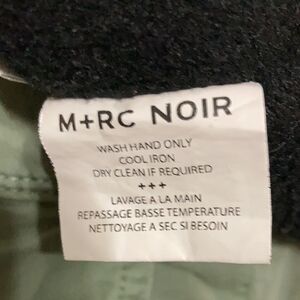 M+RC NOIR
WASH HAND ONLY
COOL IRON
DRY CLEAN IF REQUIRED
+++
LAVAGE A LA MAIN
REPASSAGE BASSE TEMPERATURE
NETTOYAGE A SEC SI BESOIN